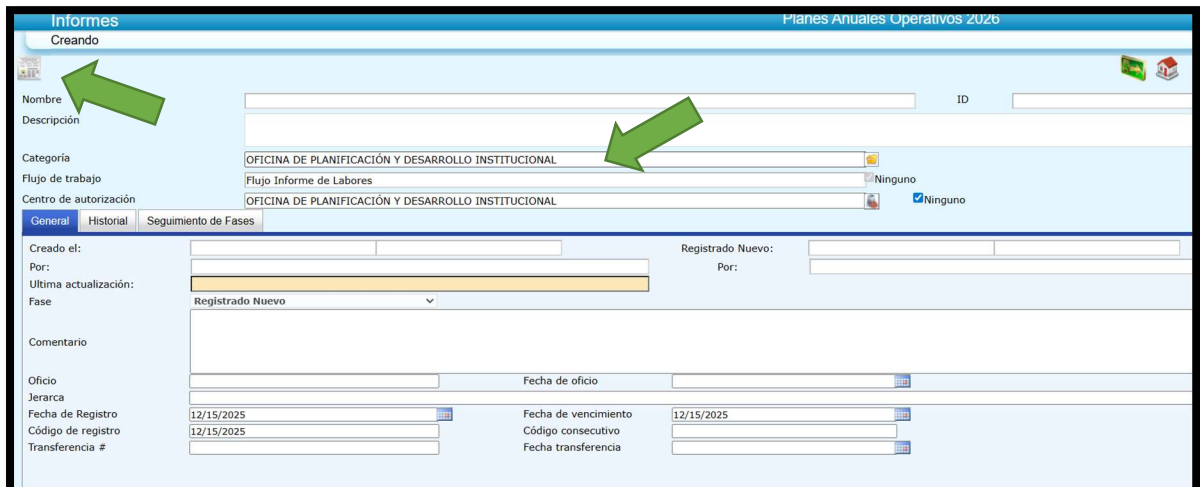 Informes Planes Anuales Operativos 2026
Creando
Nombre ID
Descripción
Categoría OFICINA DE PLANIFICACIÓN Y DESARROLLO INSTITUCIONAL
Flujo de trabajo Flujo Informe de Labores Ninguno
Centro de autorización OFICINA DE PLANIFICACIÓN Y DESARROLLO INSTITUCIONAL Ninguno
General Historial Seguimiento de Fases
Creado el: Registrado Nuevo:
Por: Por:
Ultima actualización:
Fase Registrado Nuevo
Comentario
Oficio Fecha de oficio
Jerarca
Fecha de Registro 12/15/2025 Fecha de vencimiento 12/15/2025
Código de registro 12/15/2025 Código consecutivo
Transferencia # Fecha transferencia